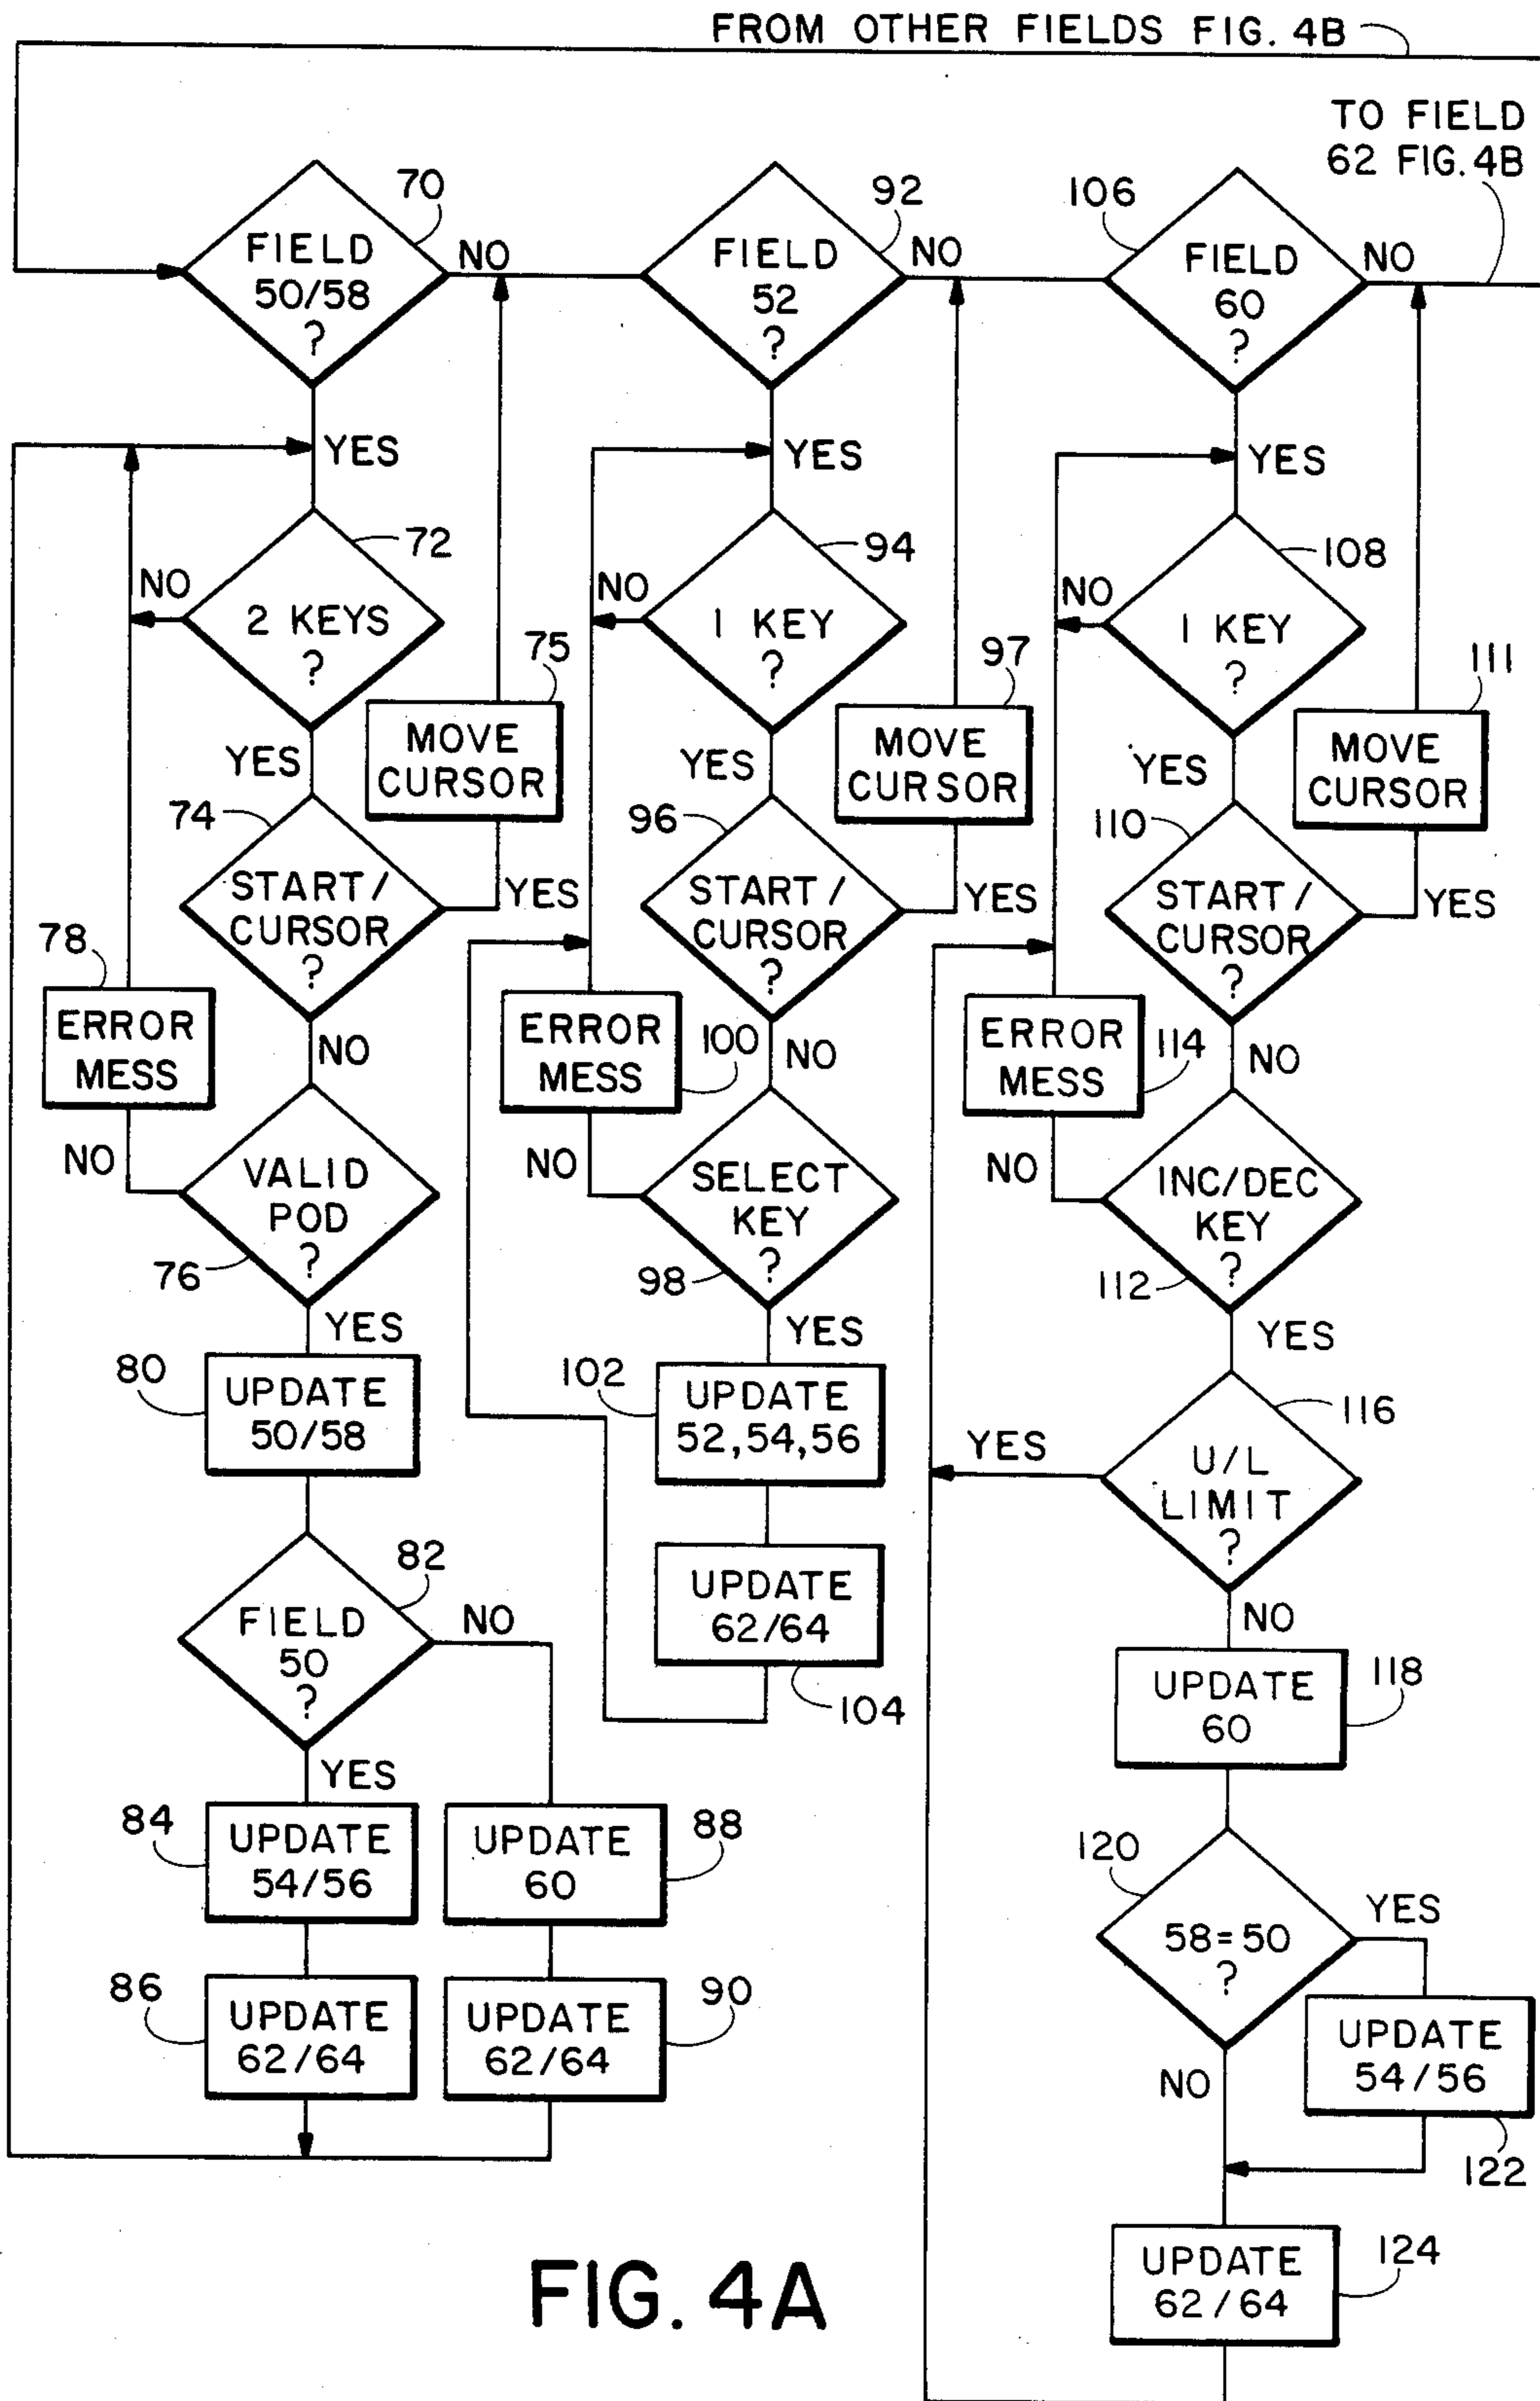 FROM OTHER FIELDS FIG. 4B
TO FIELD
62 FIG. 4B
70
FIELD
50/58
?
NO
YES
72
2 KEYS
?
NO
YES
75
MOVE
CURSOR
74
START/
CURSOR
?
YES
NO
78
ERROR
MESS
NO
VALID
POD
?
76
YES
80
UPDATE
50/58
82
FIELD
50
?
NO
YES
84
UPDATE
54/56
88
UPDATE
60
86
UPDATE
62/64
90
UPDATE
62/64
92
FIELD
52
?
NO
YES
94
1 KEY
?
NO
YES
97
MOVE
CURSOR
96
START/
CURSOR
?
YES
NO
ERROR
MESS
100
NO
SELECT
KEY
?
98
YES
102
UPDATE
52,54,56
UPDATE
62/64
104
106
FIELD
60
?
NO
YES
108
1 KEY
?
NO
YES
111
MOVE
CURSOR
110
START/
CURSOR
?
YES
NO
ERROR
MESS
114
NO
INC/DEC
KEY
?
112
YES
116
U/L
LIMIT
?
YES
NO
UPDATE
60
118
120
58=50
?
YES
NO
UPDATE
54/56
122
UPDATE
62/64
124
FIG. 4A